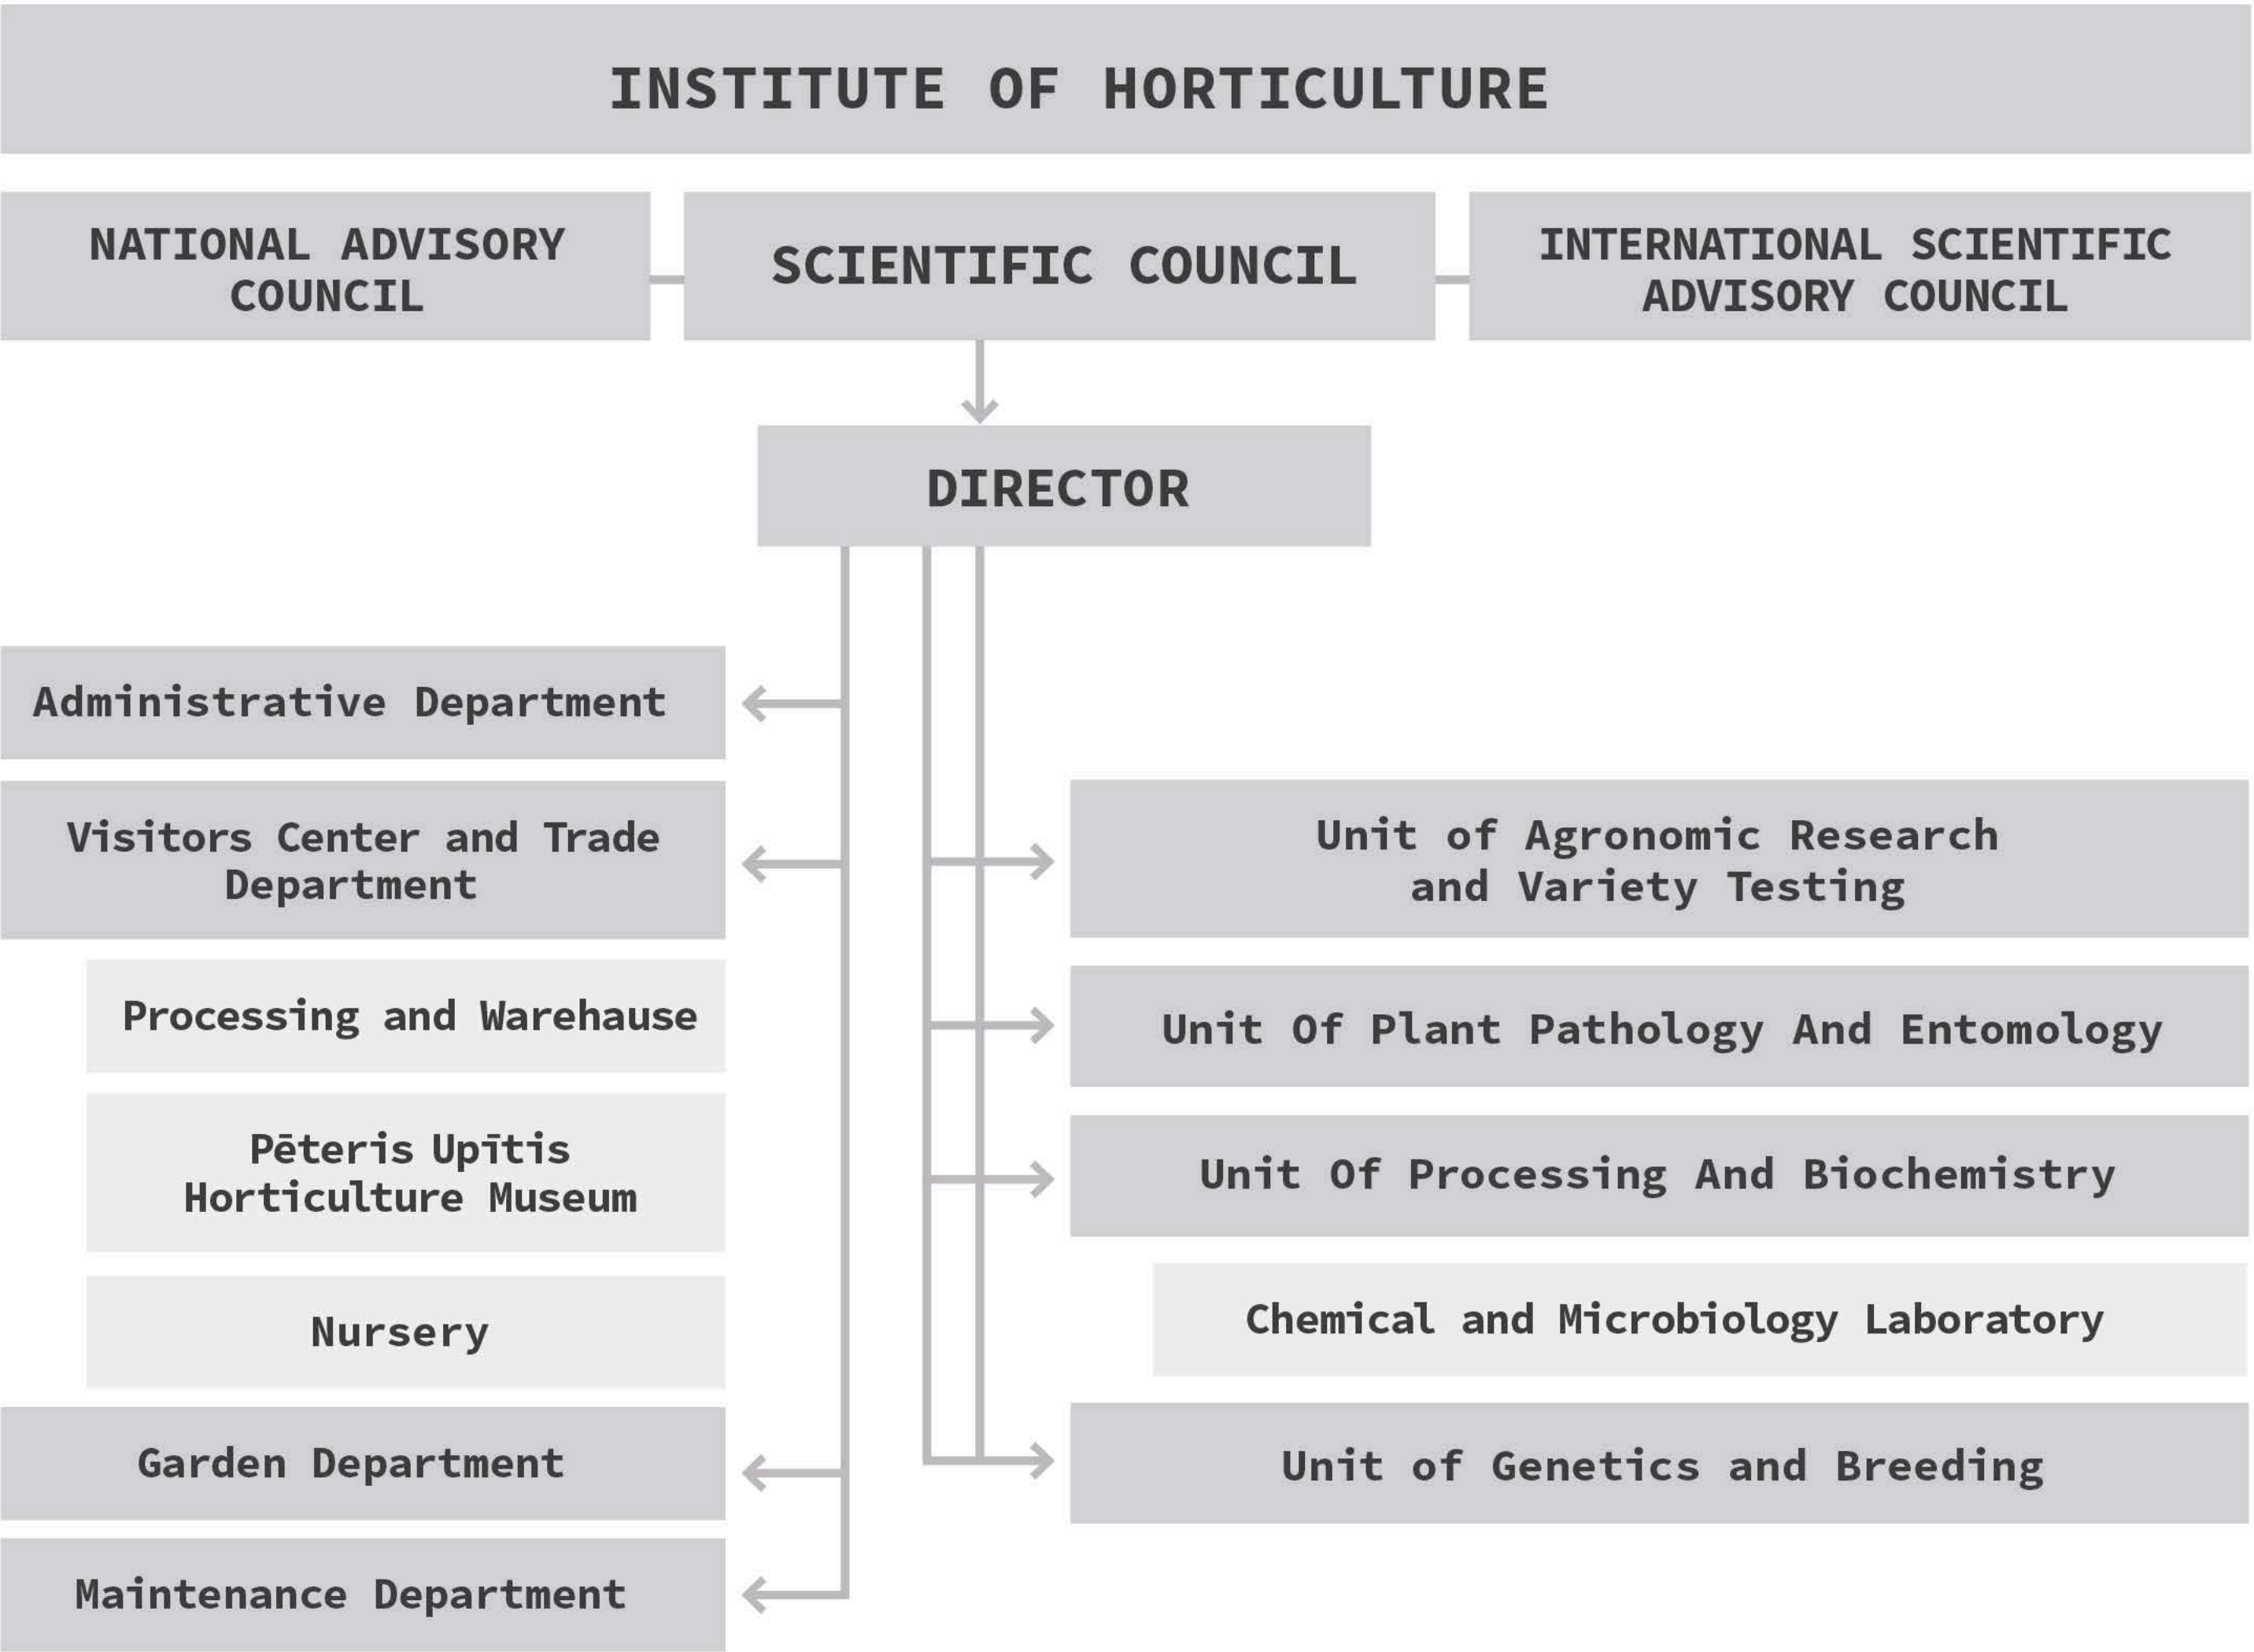 INSTITUTE OF HORTICULTURE
NATIONAL ADVISORY
COUNCIL
SCIENTIFIC COUNCIL
INTERNATIONAL SCIENTIFIC
ADVISORY COUNCIL
DIRECTOR
Administrative Department
Visitors Center and Trade
Department
Processing and Warehause
Pēteris Upītis
Horticulture Museum
Nursery
Garden Department
Maintenance Department
Unit of Agronomic Research
and Variety Testing
Unit Of Plant Pathology And Entomology
Unit Of Processing And Biochemistry
Chemical and Microbiology Laboratory
Unit of Genetics and Breeding